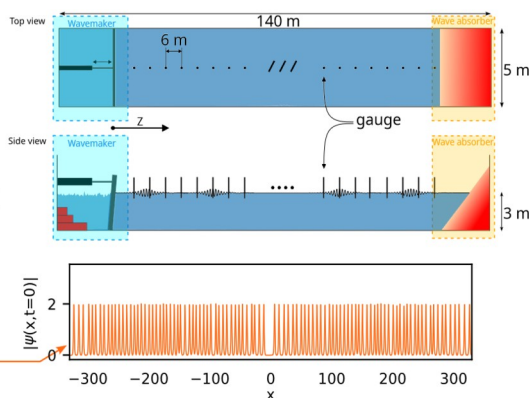 Top view
Wavemaker
140 m
Wave absorber
6 m
5 m
gauge
Z
Side view
Wavemaker
Wave absorber
3 m
|ψ(x,t=0)|
2
0
−300
−200
−100
0
100
200
300
x